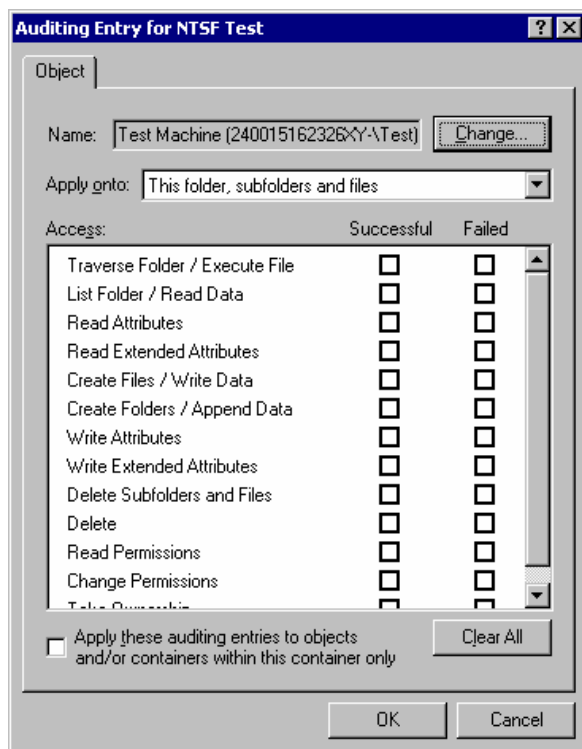 Auditing Entry for NTSF Test
Object
Name: Test Machine (240015162326XY-\Test) Change...
Apply onto: This folder, subfolders and files
Access: Successful Failed
Traverse Folder / Execute File
List Folder / Read Data
Read Attributes
Read Extended Attributes
Create Files / Write Data
Create Folders / Append Data
Write Attributes
Write Extended Attributes
Delete Subfolders and Files
Delete
Read Permissions
Change Permissions
Take Ownership
Apply these auditing entries to objects Clear All
and/or containers within this container only
OK Cancel